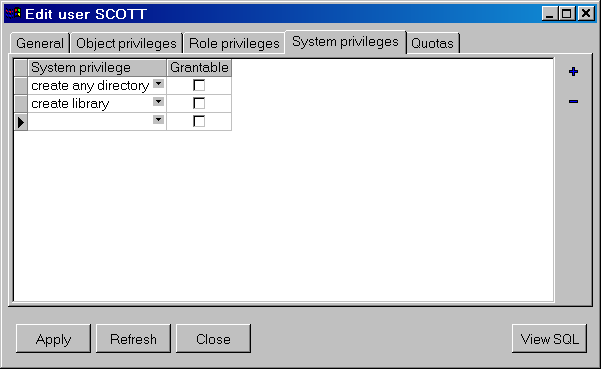 Edit user SCOTT
General Object privileges Role privileges System privileges Quotas
System privilege Grantable
create any directory
create library
Apply Refresh Close View SQL